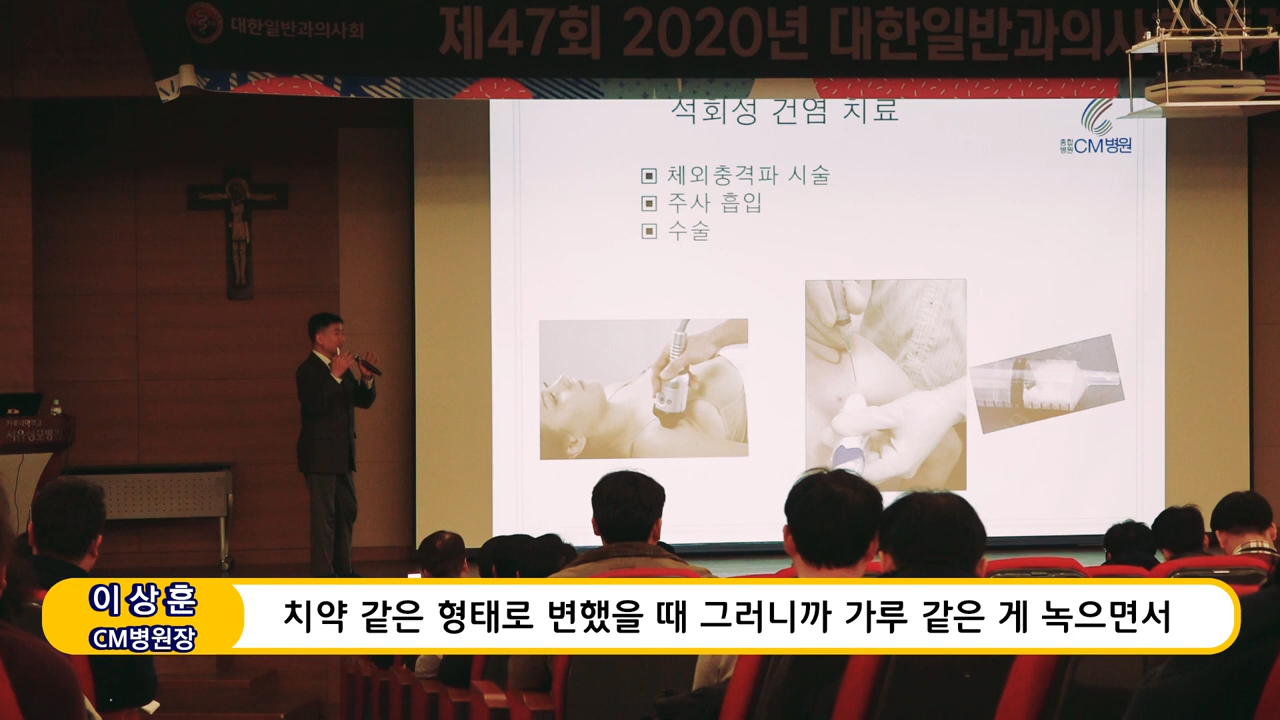 대한일반과의사회
제47회 2020년 대한일반과의사
석회성 건염 치료
종합병원 CM병원
체외충격파 시술
주사 흡입
수술
이상훈
CM병원장
치약 같은 형태로 변했을 때 그러니까 가루 같은 게 녹으면서